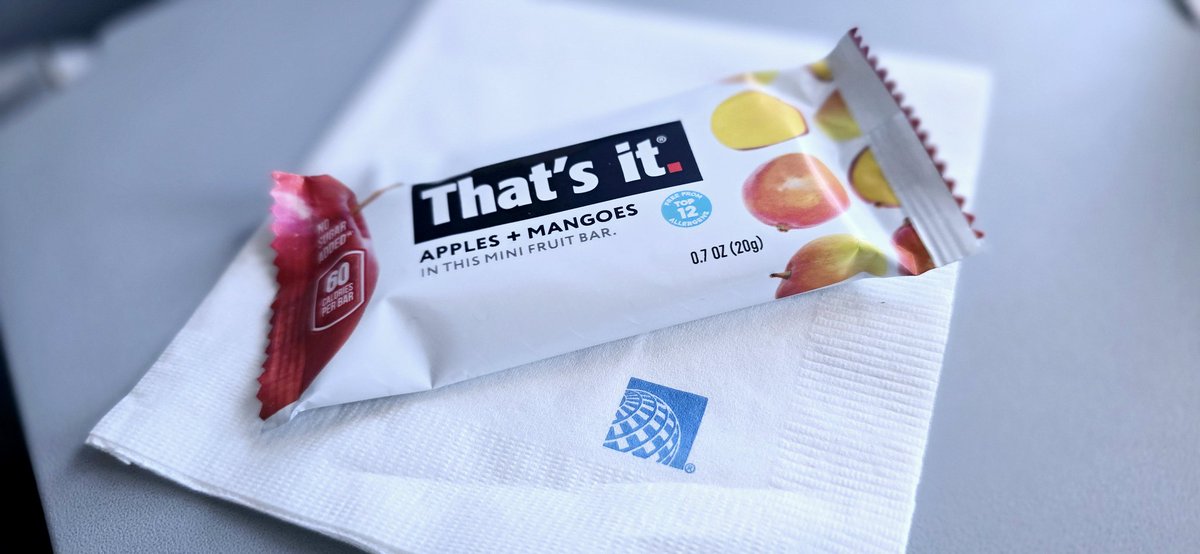 NO
SUGAR
ADDED
60
CALORIES
PER BAR
That's it.®
APPLES + MANGOES
IN THIS MINI FRUIT BAR.
FREE FROM
TOP
12
ALLERGENS
0.7 OZ (20g)
®